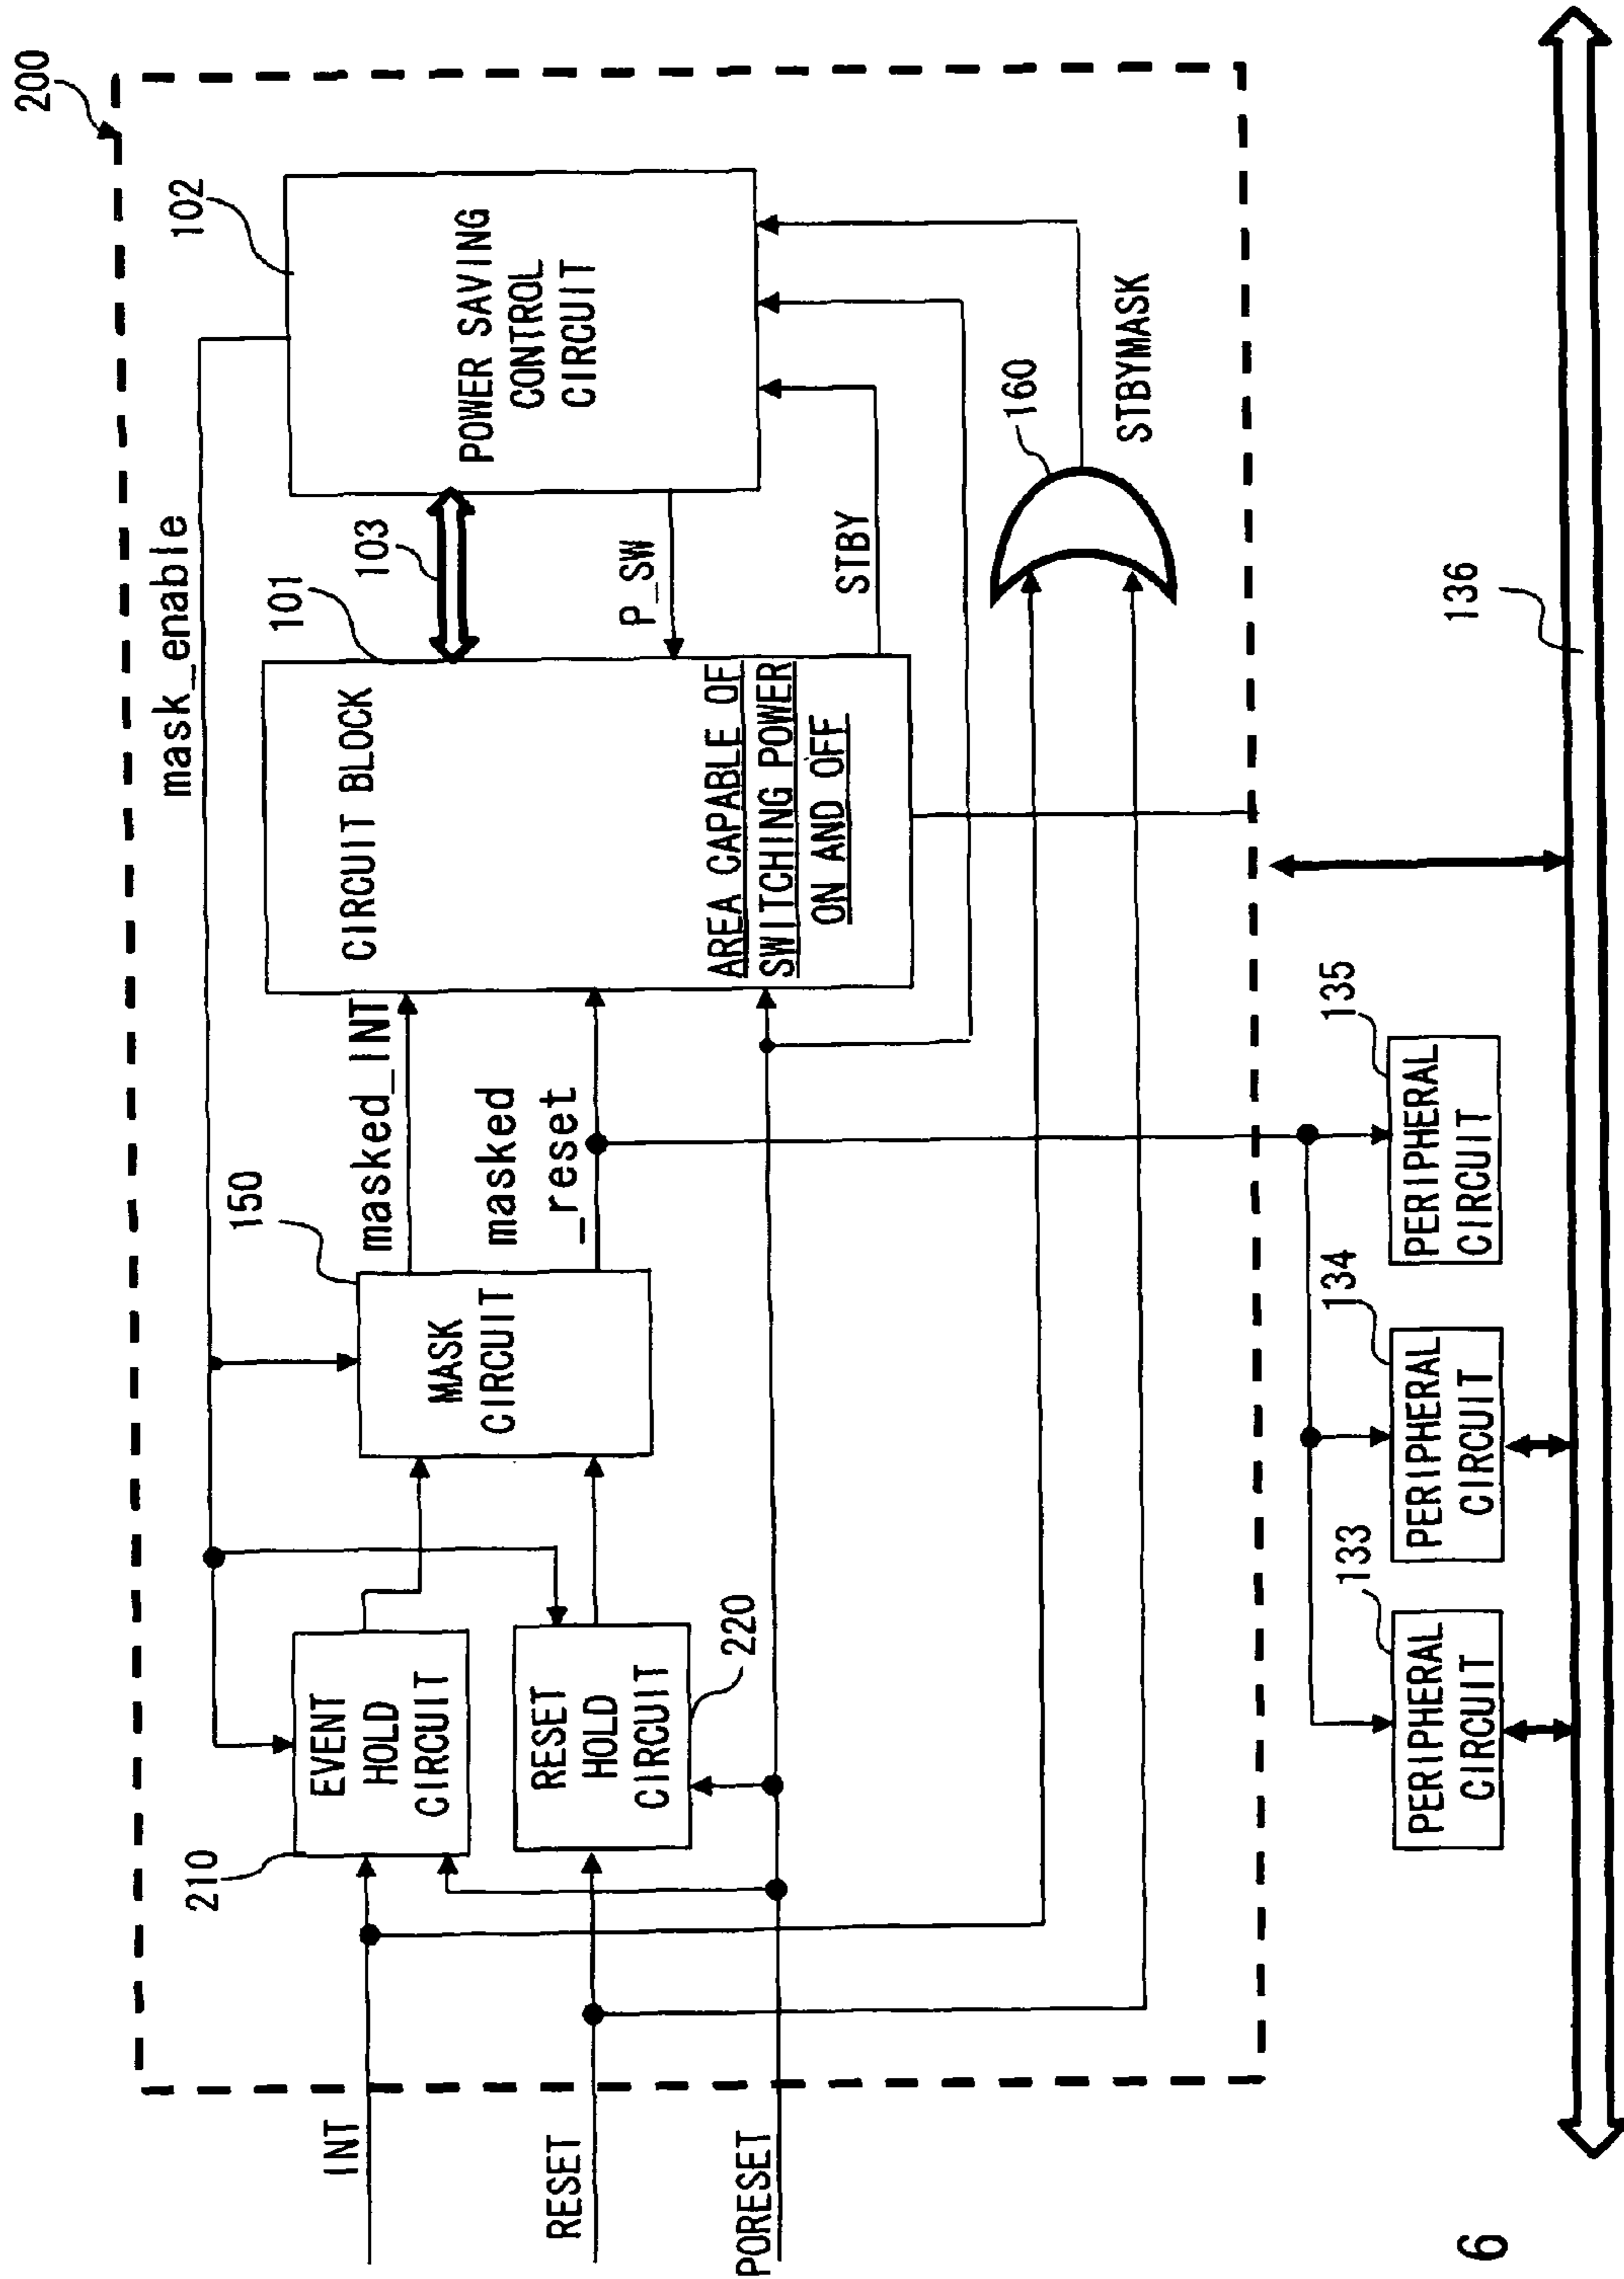 200
mask_enable
102
POWER SAVING
CONTROL
CIRCUIT
103
101
P_SW
STBY
CIRCUIT BLOCK
AREA CAPABLE OF
SWITCHING POWER
ON AND OFF
masked_INT
masked
_reset
150
MASK
CIRCUIT
210
EVENT
HOLD
CIRCUIT
RESET
HOLD
CIRCUIT
220
INT
RESET
PORESET
160
STBYMASK
133
PERIPHERAL
CIRCUIT
134
PERIPHERAL
CIRCUIT
135
PERIPHERAL
CIRCUIT
136
6